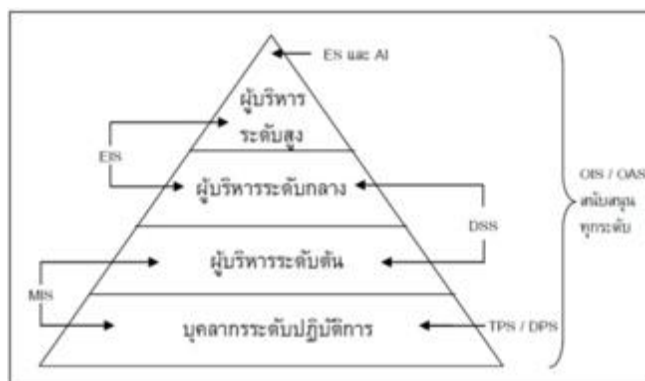 ES และ AI
ผู้บริหาร
ระดับสูง
EIS
ผู้บริหารระดับกลาง
OIS / OAS
สนับสนุน
ทุกระดับ
DSS
ผู้บริหารระดับต้น
MIS
บุคลากรระดับปฏิบัติการ
TPS / DPS